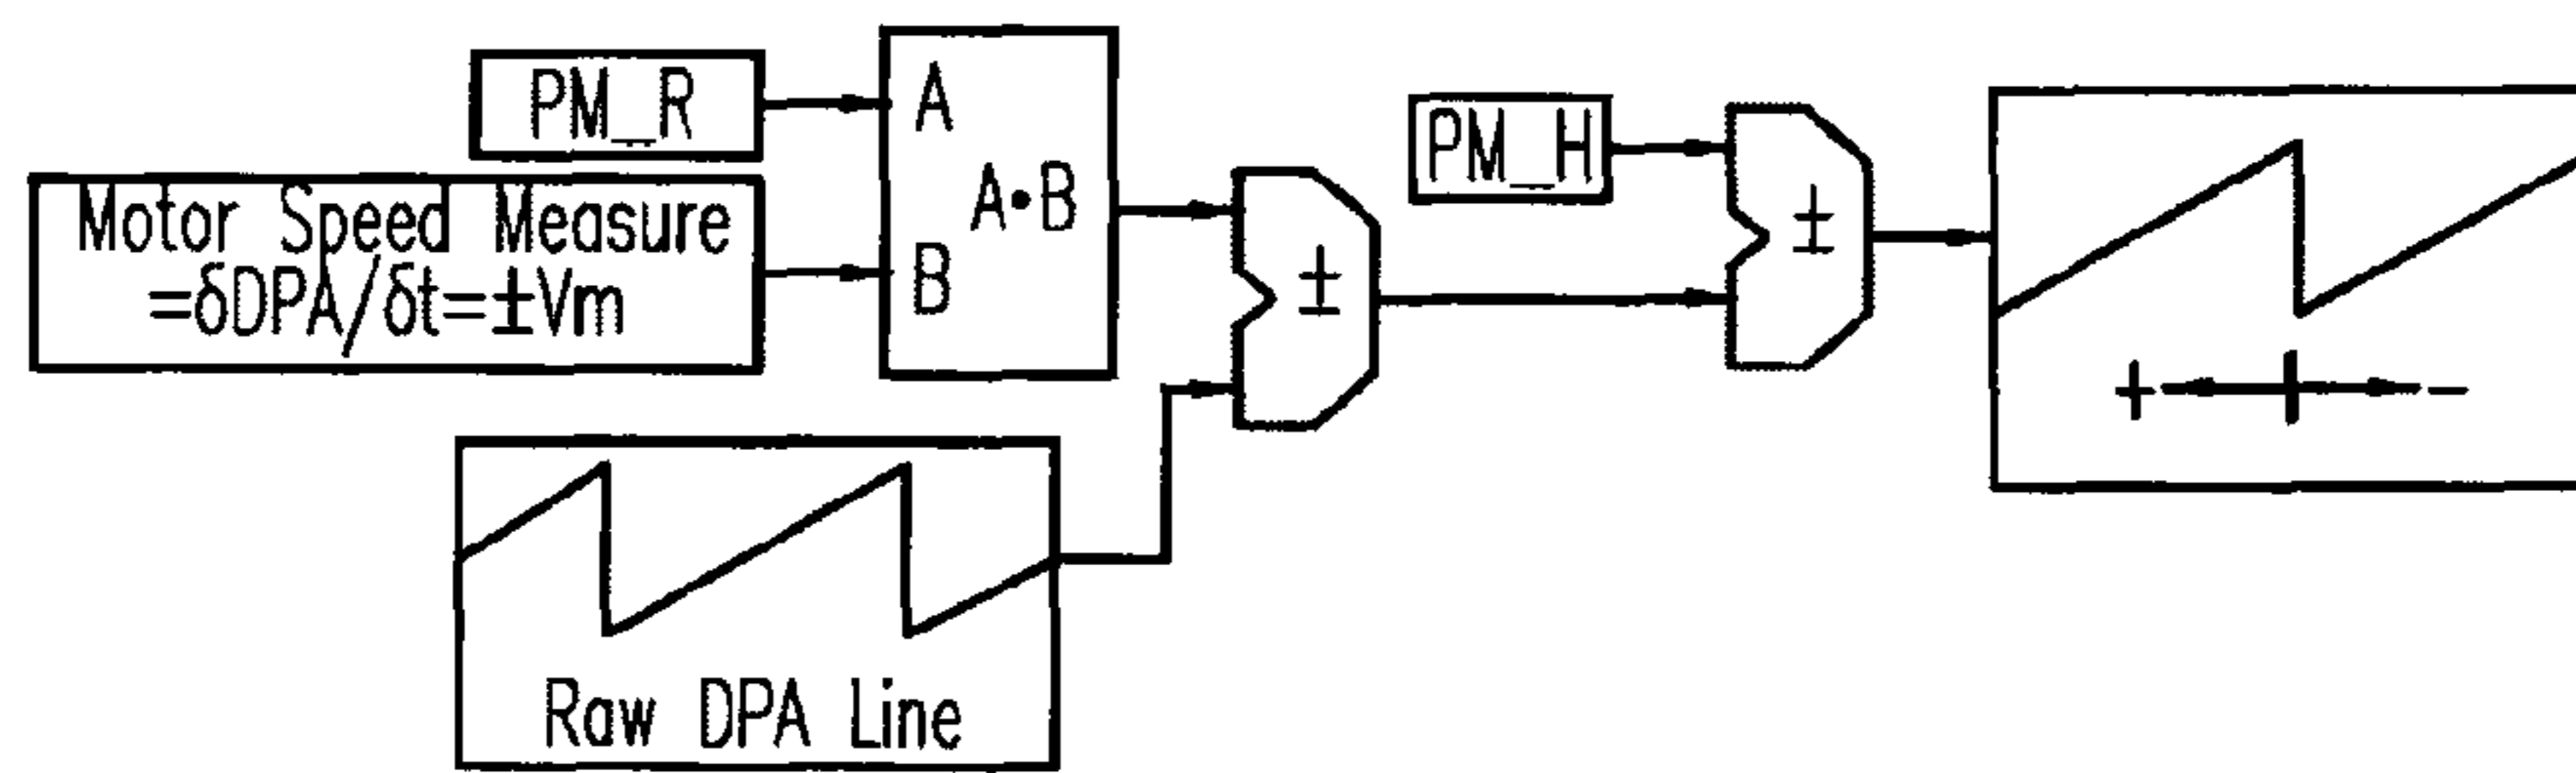 PM_R
Motor Speed Measure
=δDPA/δt=±Vm
A
A•B
B
±
PM_H
±
+ -
Raw DPA Line